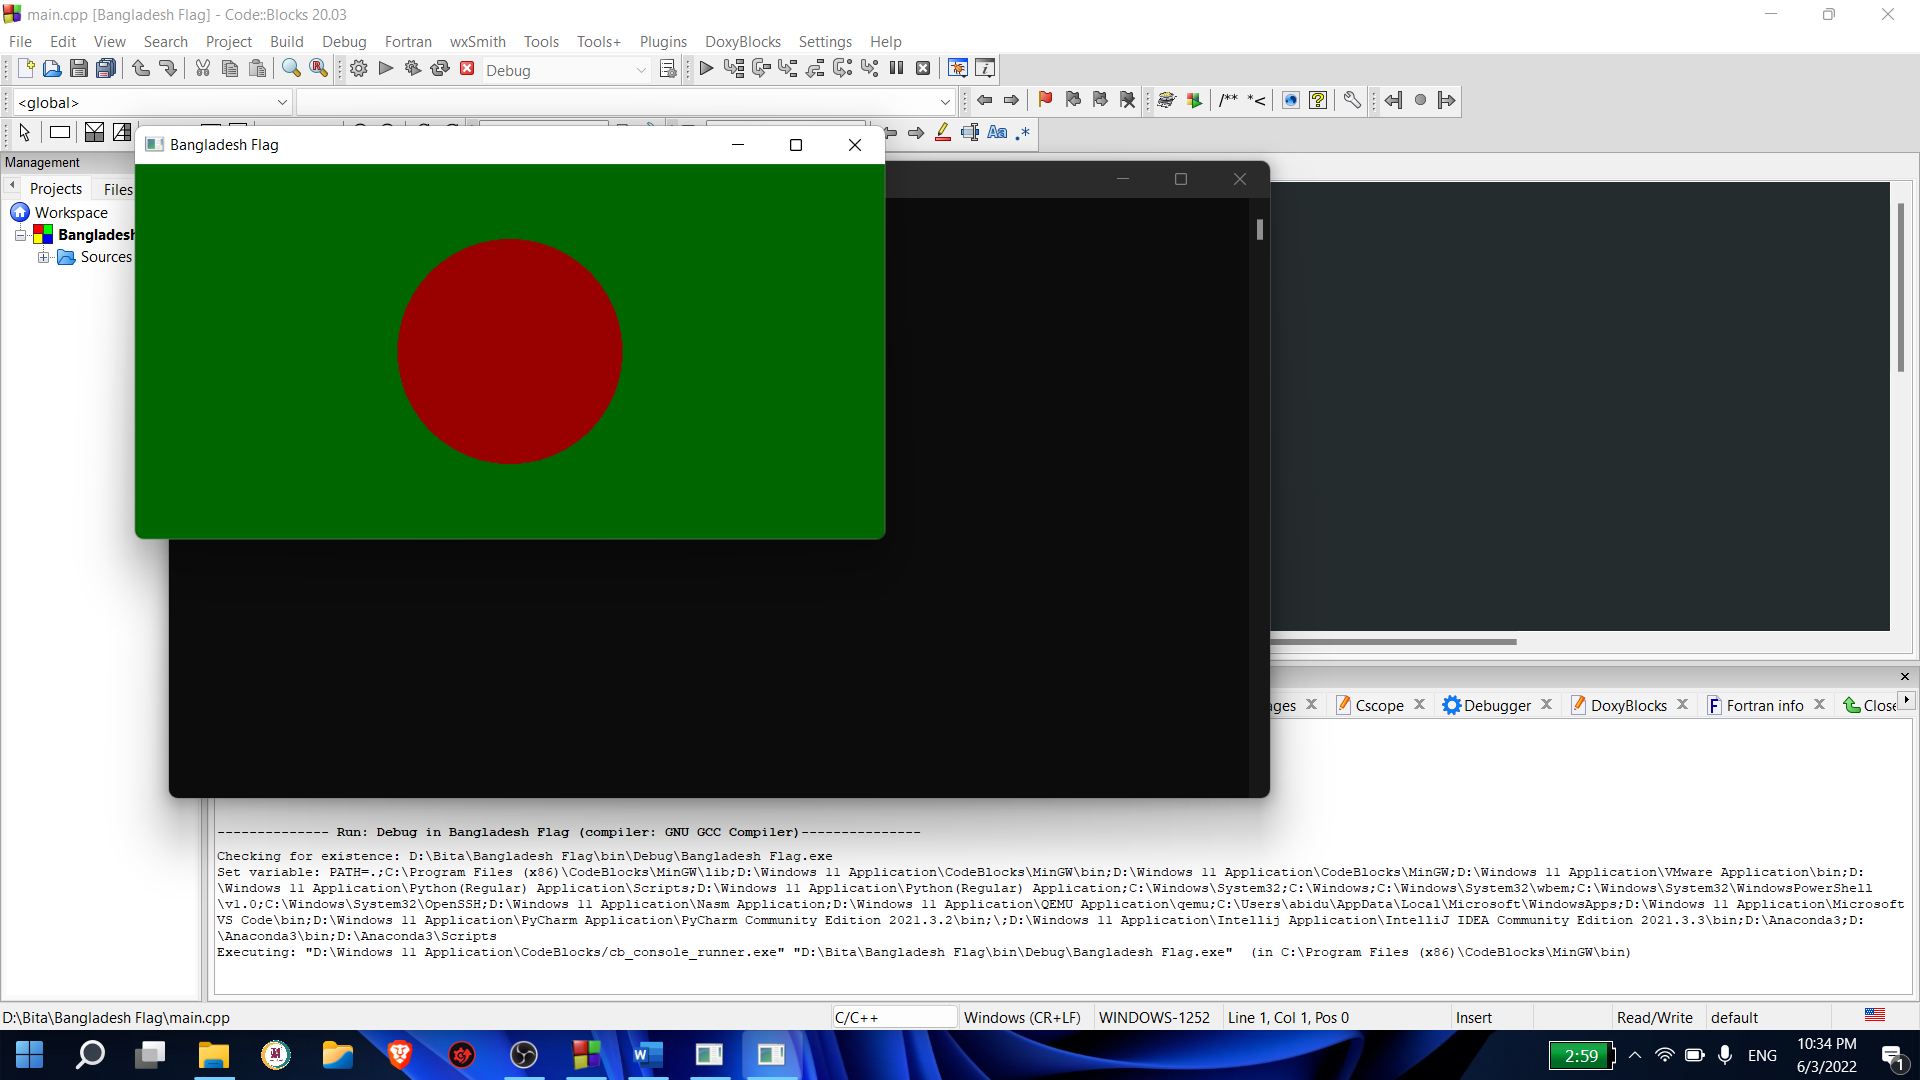 main.cpp [Bangladesh Flag] - Code::Blocks 20.03
File Edit View Search Project Build Debug Fortran wxSmith Tools Tools+ Plugins DoxyBlocks Settings Help
Debug
<global>
/** *<
Aa .*
Bangladesh Flag
Management
Projects Files
Workspace
Bangladesh
Sources
ages Cscope Debugger DoxyBlocks Fortran info Close
-------------- Run: Debug in Bangladesh Flag (compiler: GNU GCC Compiler)---------------
Checking for existence: D:\Bita\Bangladesh Flag\bin\Debug\Bangladesh Flag.exe
Set variable: PATH=.;C:\Program Files (x86)\CodeBlocks\MinGW\lib;D:\Windows 11 Application\CodeBlocks\MinGW\bin;D:\Windows 11 Application\CodeBlocks\MinGW;D:\Windows 11 Application\VMware Application\bin;D:
\Windows 11 Application\Python(Regular) Application\Scripts;D:\Windows 11 Application\Python(Regular) Application;C:\Windows\System32;C:\Windows;C:\Windows\System32\wbem;C:\Windows\System32\WindowsPowerShell
\v1.0;C:\Windows\System32\OpenSSH;D:\Windows 11 Application\Nasm Application;D:\Windows 11 Application\QEMU Application\qemu;C:\Users\abidu\AppData\Local\Microsoft\WindowsApps;D:\Windows 11 Application\Microsoft
VS Code\bin;D:\Windows 11 Application\PyCharm Application\PyCharm Community Edition 2021.3.2\bin;\;D:\Windows 11 Application\Intellij Application\IntelliJ IDEA Community Edition 2021.3.3\bin;D:\Anaconda3;D:
\Anaconda3\bin;D:\Anaconda3\Scripts
Executing: "D:\Windows 11 Application\CodeBlocks/cb_console_runner.exe" "D:\Bita\Bangladesh Flag\bin\Debug\Bangladesh Flag.exe"  (in C:\Program Files (x86)\CodeBlocks\MinGW\bin)
D:\Bita\Bangladesh Flag\main.cpp C/C++ Windows (CR+LF) WINDOWS-1252 Line 1, Col 1, Pos 0 Insert Read/Write default
2:59 ENG 10:34 PM
6/3/2022 1